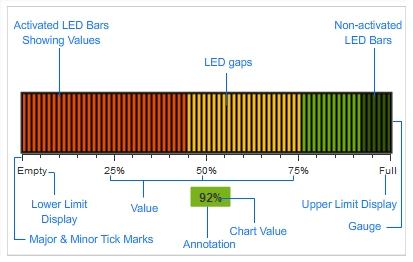 Activated LED Bars
Showing Values
Non-activated
LED Bars
LED gaps
Empty
25%
50%
75%
Full
92%
Lower Limit
Display
Value
Upper Limit Display
Chart Value
Gauge
Major & Minor Tick Marks
Annotation